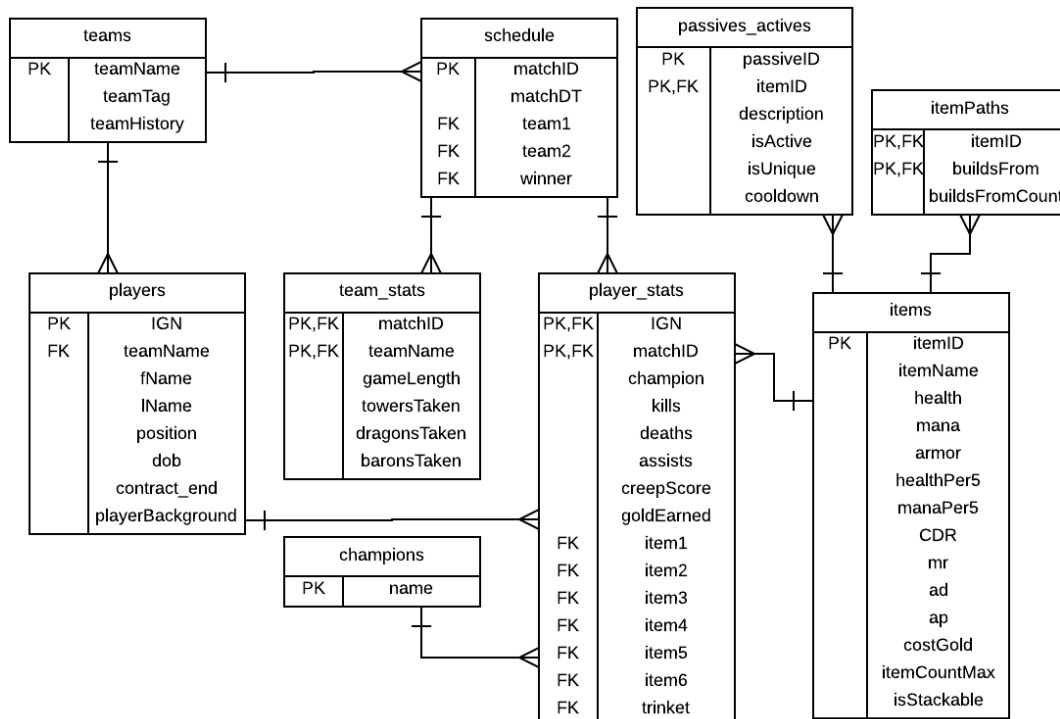 teams
PK teamName
teamTag
teamHistory
schedule
PK matchID
matchDT
FK team1
FK team2
FK winner
passives_actives
PK passiveID
PK,FK itemID
description
isActive
isUnique
cooldown
itemPaths
PK,FK itemID
PK,FK buildsFrom
buildsFromCount
players
PK IGN
FK teamName
fName
lName
position
dob
contract_end
playerBackground
team_stats
PK,FK matchID
PK,FK teamName
gameLength
towersTaken
dragonsTaken
baronsTaken
player_stats
PK,FK IGN
PK,FK matchID
champion
kills
deaths
assists
creepScore
goldEarned
FK item1
FK item2
FK item3
FK item4
FK item5
FK item6
FK trinket
items
PK itemID
itemName
health
mana
armor
healthPer5
manaPer5
CDR
mr
ad
ap
costGold
itemCountMax
isStackable
champions
PK name